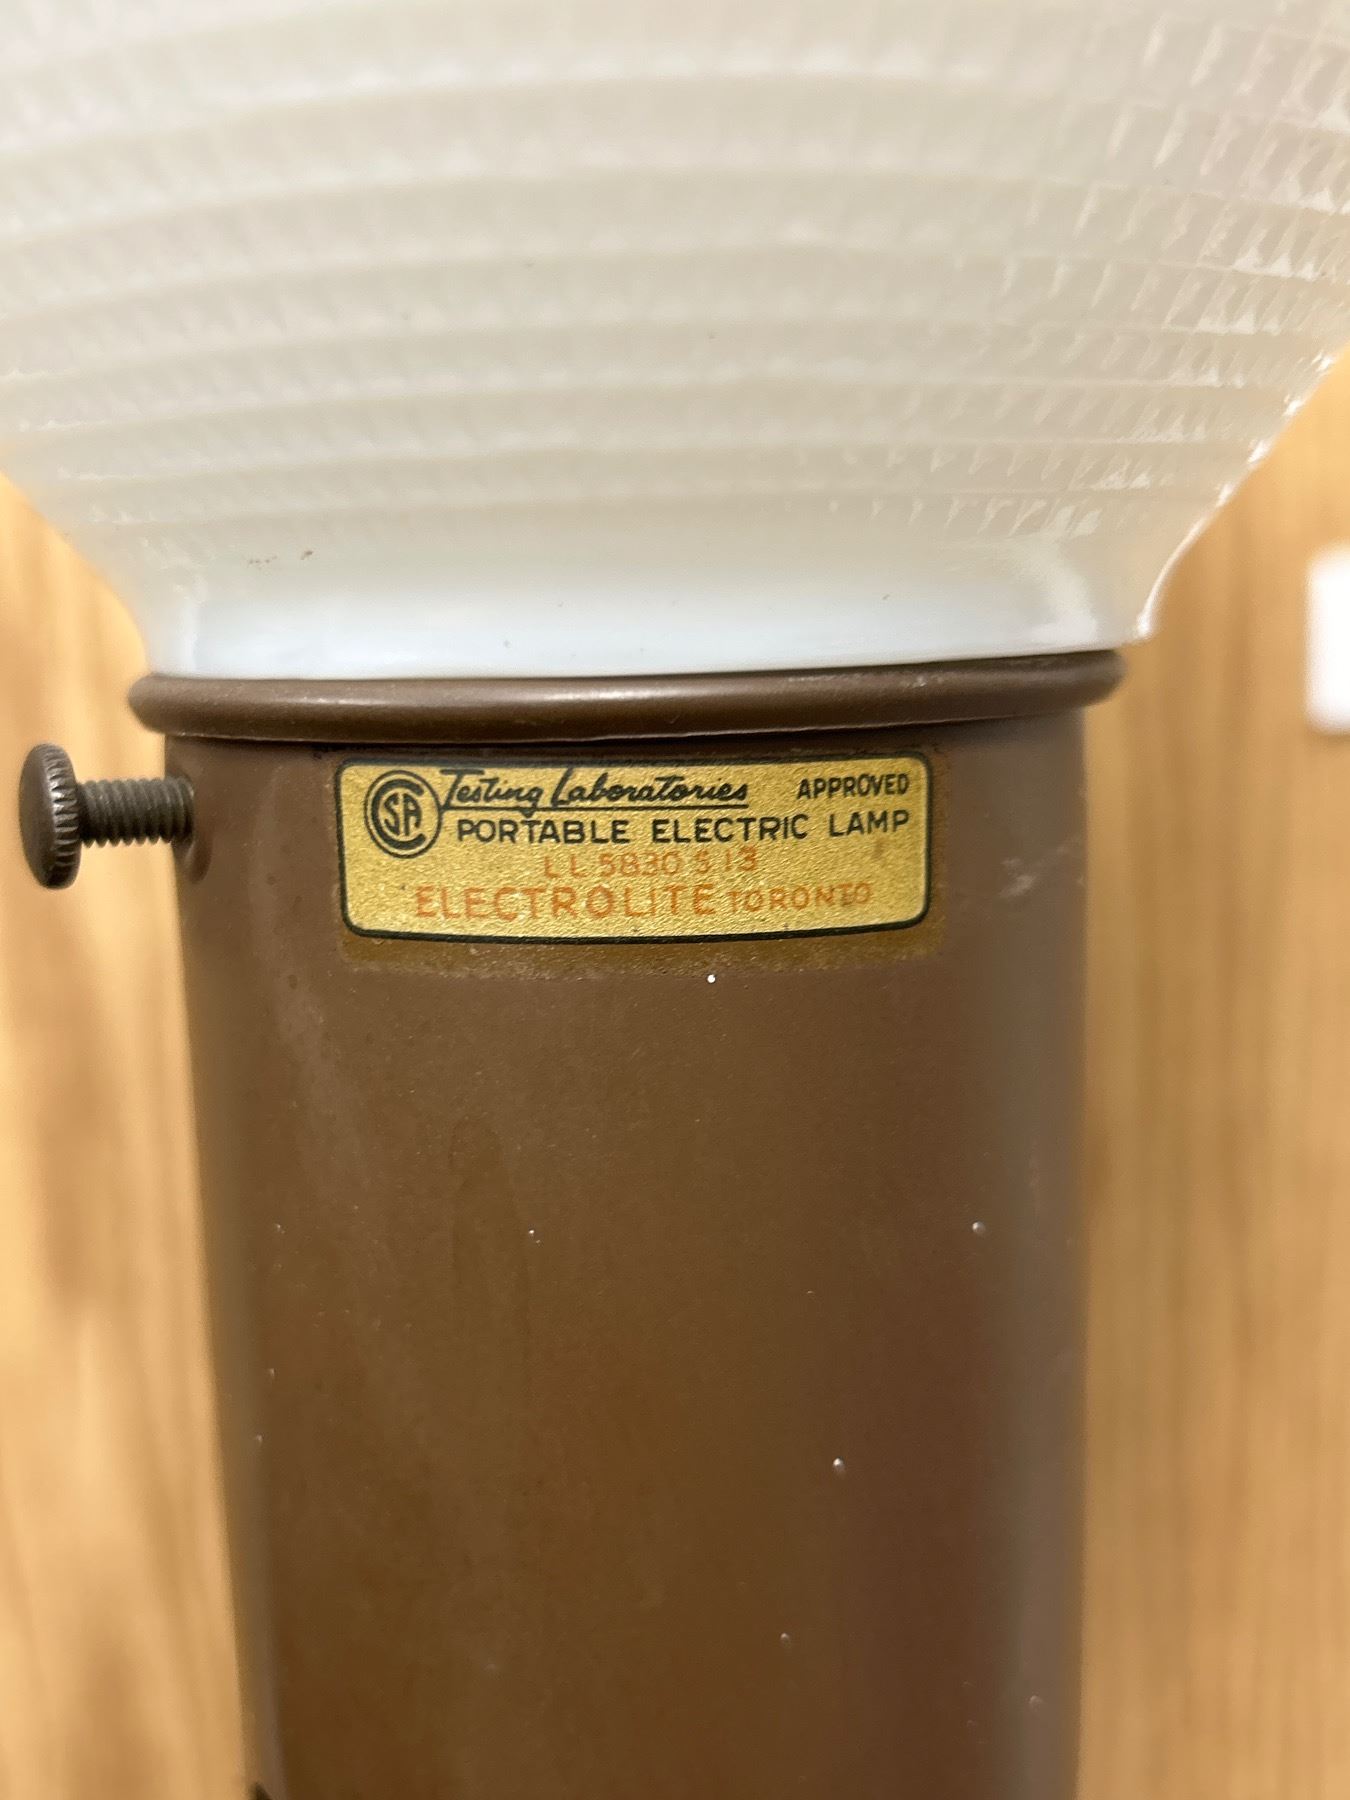 CSA Testing Laboratories APPROVED
PORTABLE ELECTRIC LAMP
LL 5830 S 13
ELECTROLITE TORONTO